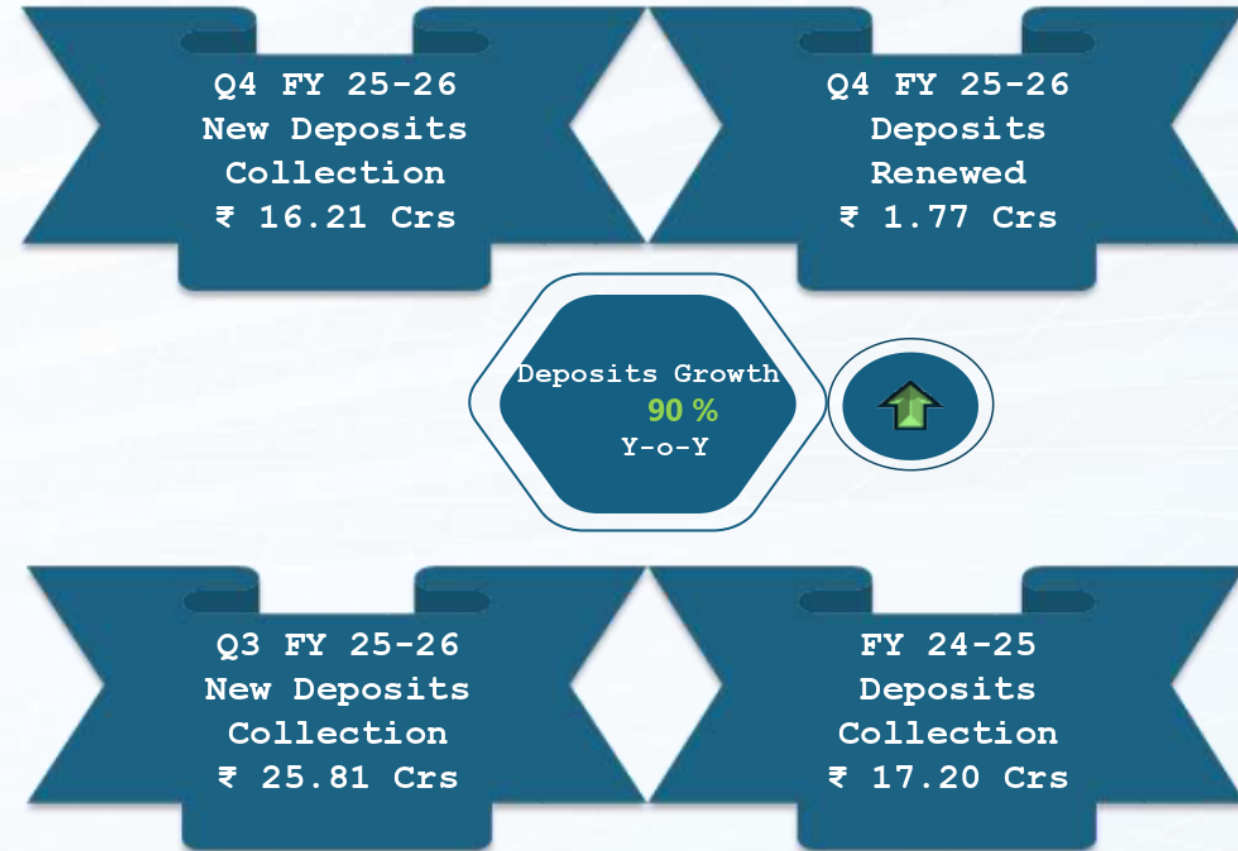 Q4 FY 25-26
New Deposits
Collection
₹ 16.21 Crs
Q4 FY 25-26
Deposits
Renewed
₹ 1.77 Crs
Deposits Growth
90 %
Y-o-Y
Q3 FY 25-26
New Deposits
Collection
₹ 25.81 Crs
FY 24-25
Deposits
Collection
₹ 17.20 Crs